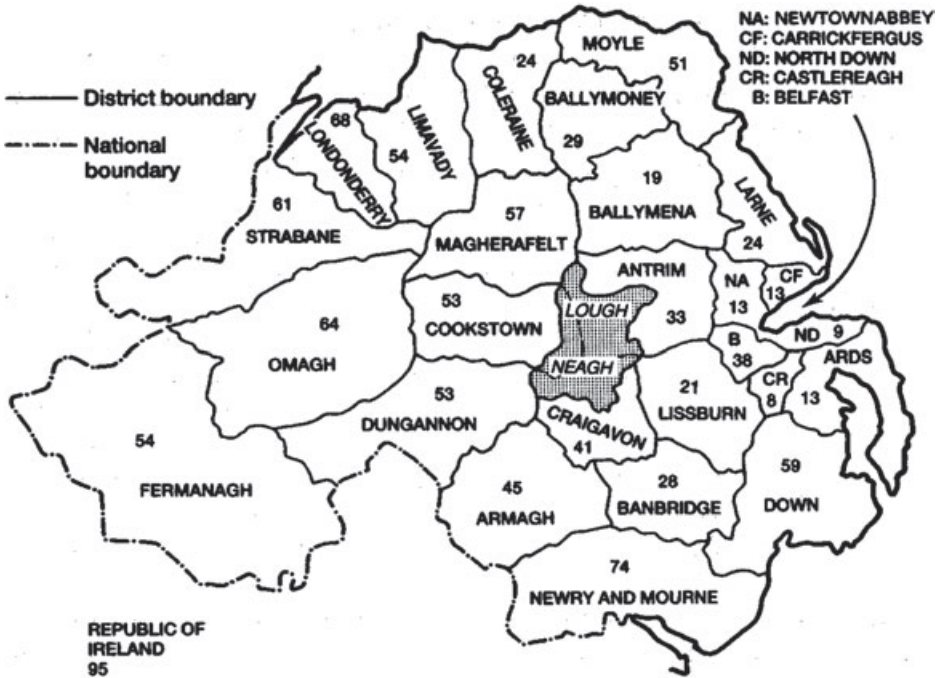 NA: NEWTOWNABBEY
CF: CARRICKFERGUS
ND: NORTH DOWN
CR: CASTLEREAGH
B: BELFAST
District boundary
National
boundary
MOYLE
51
24
COLERAINE
BALLYMONEY
29
68
LONDONDERRY
LIMAVADY
54
19
BALLYMENA
LARNE
24
61
STRABANE
57
MAGHERAFELT
ANTRIM
33
NA
13
CF
13
LOUGH
NEAGH
53
COOKSTOWN
64
OMAGH
B
38
ND 9
ARDS
13
CR
8
21
LISSBURN
53
DUNGANNON
CRAIGAVON
41
54
FERMANAGH
45
ARMAGH
28
BANBRIDGE
59
DOWN
74
NEWRY AND MOURNE
REPUBLIC OF
IRELAND
95